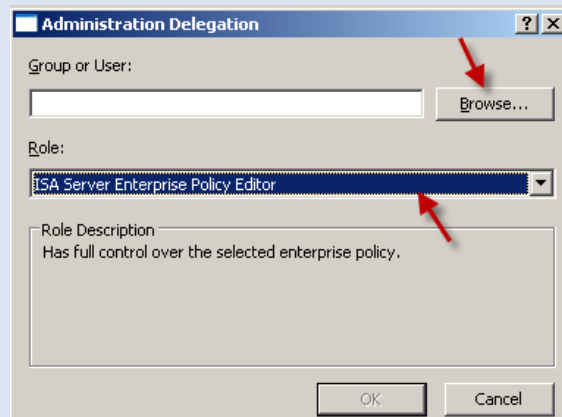 Administration Delegation
Group or User:
Browse...
Role:
ISA Server Enterprise Policy Editor
Role Description
Has full control over the selected enterprise policy.
OK
Cancel